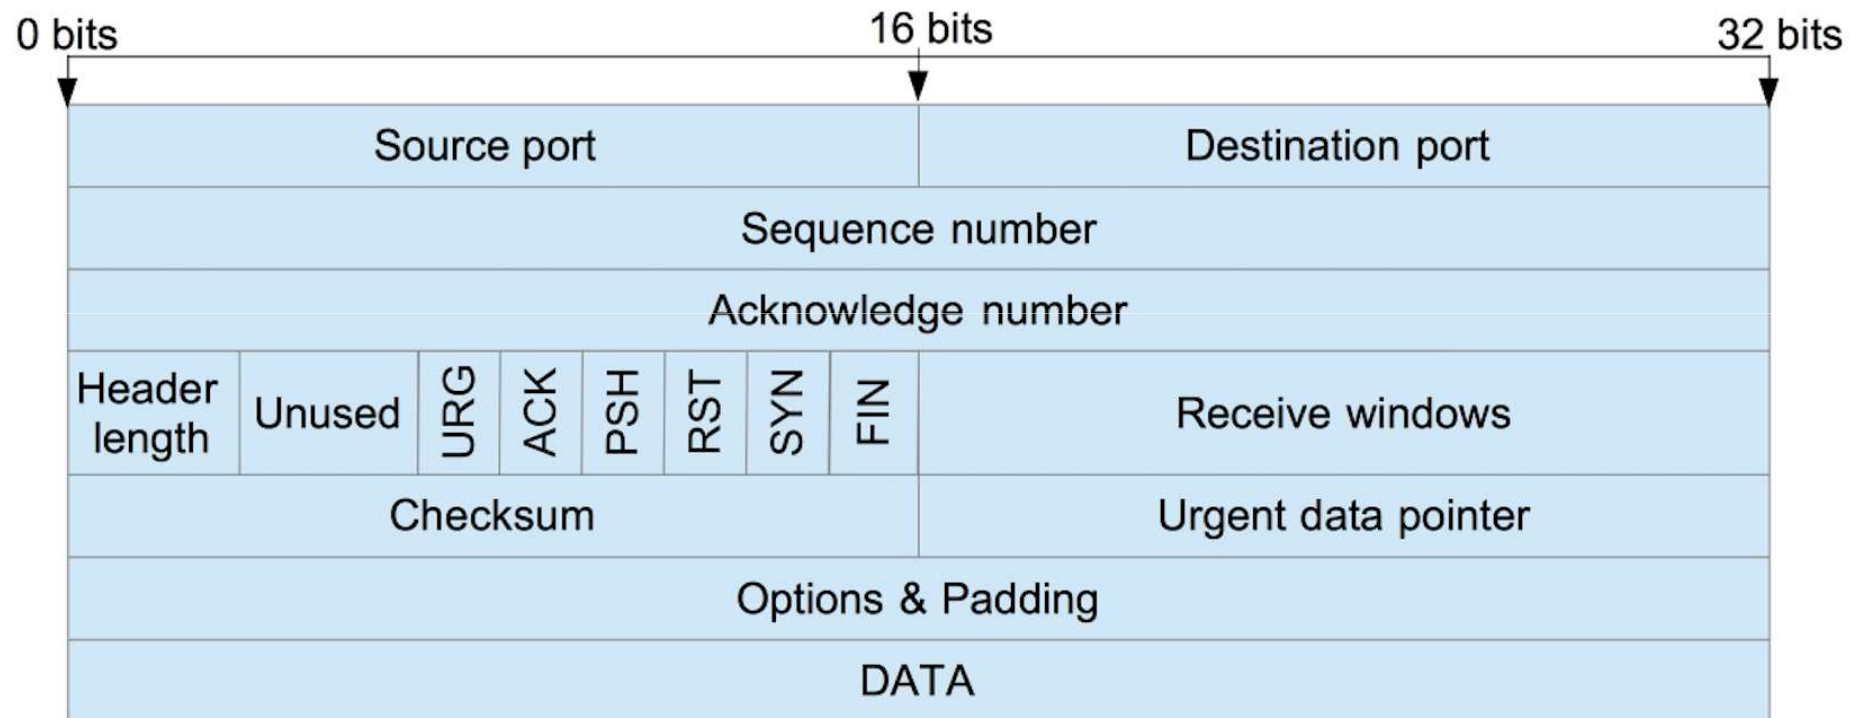 0 bits
16 bits
32 bits
Source port
Destination port
Sequence number
Acknowledge number
Header
length
Unused
URG
ACK
PSH
RST
SYN
FIN
Receive windows
Checksum
Urgent data pointer
Options & Padding
DATA